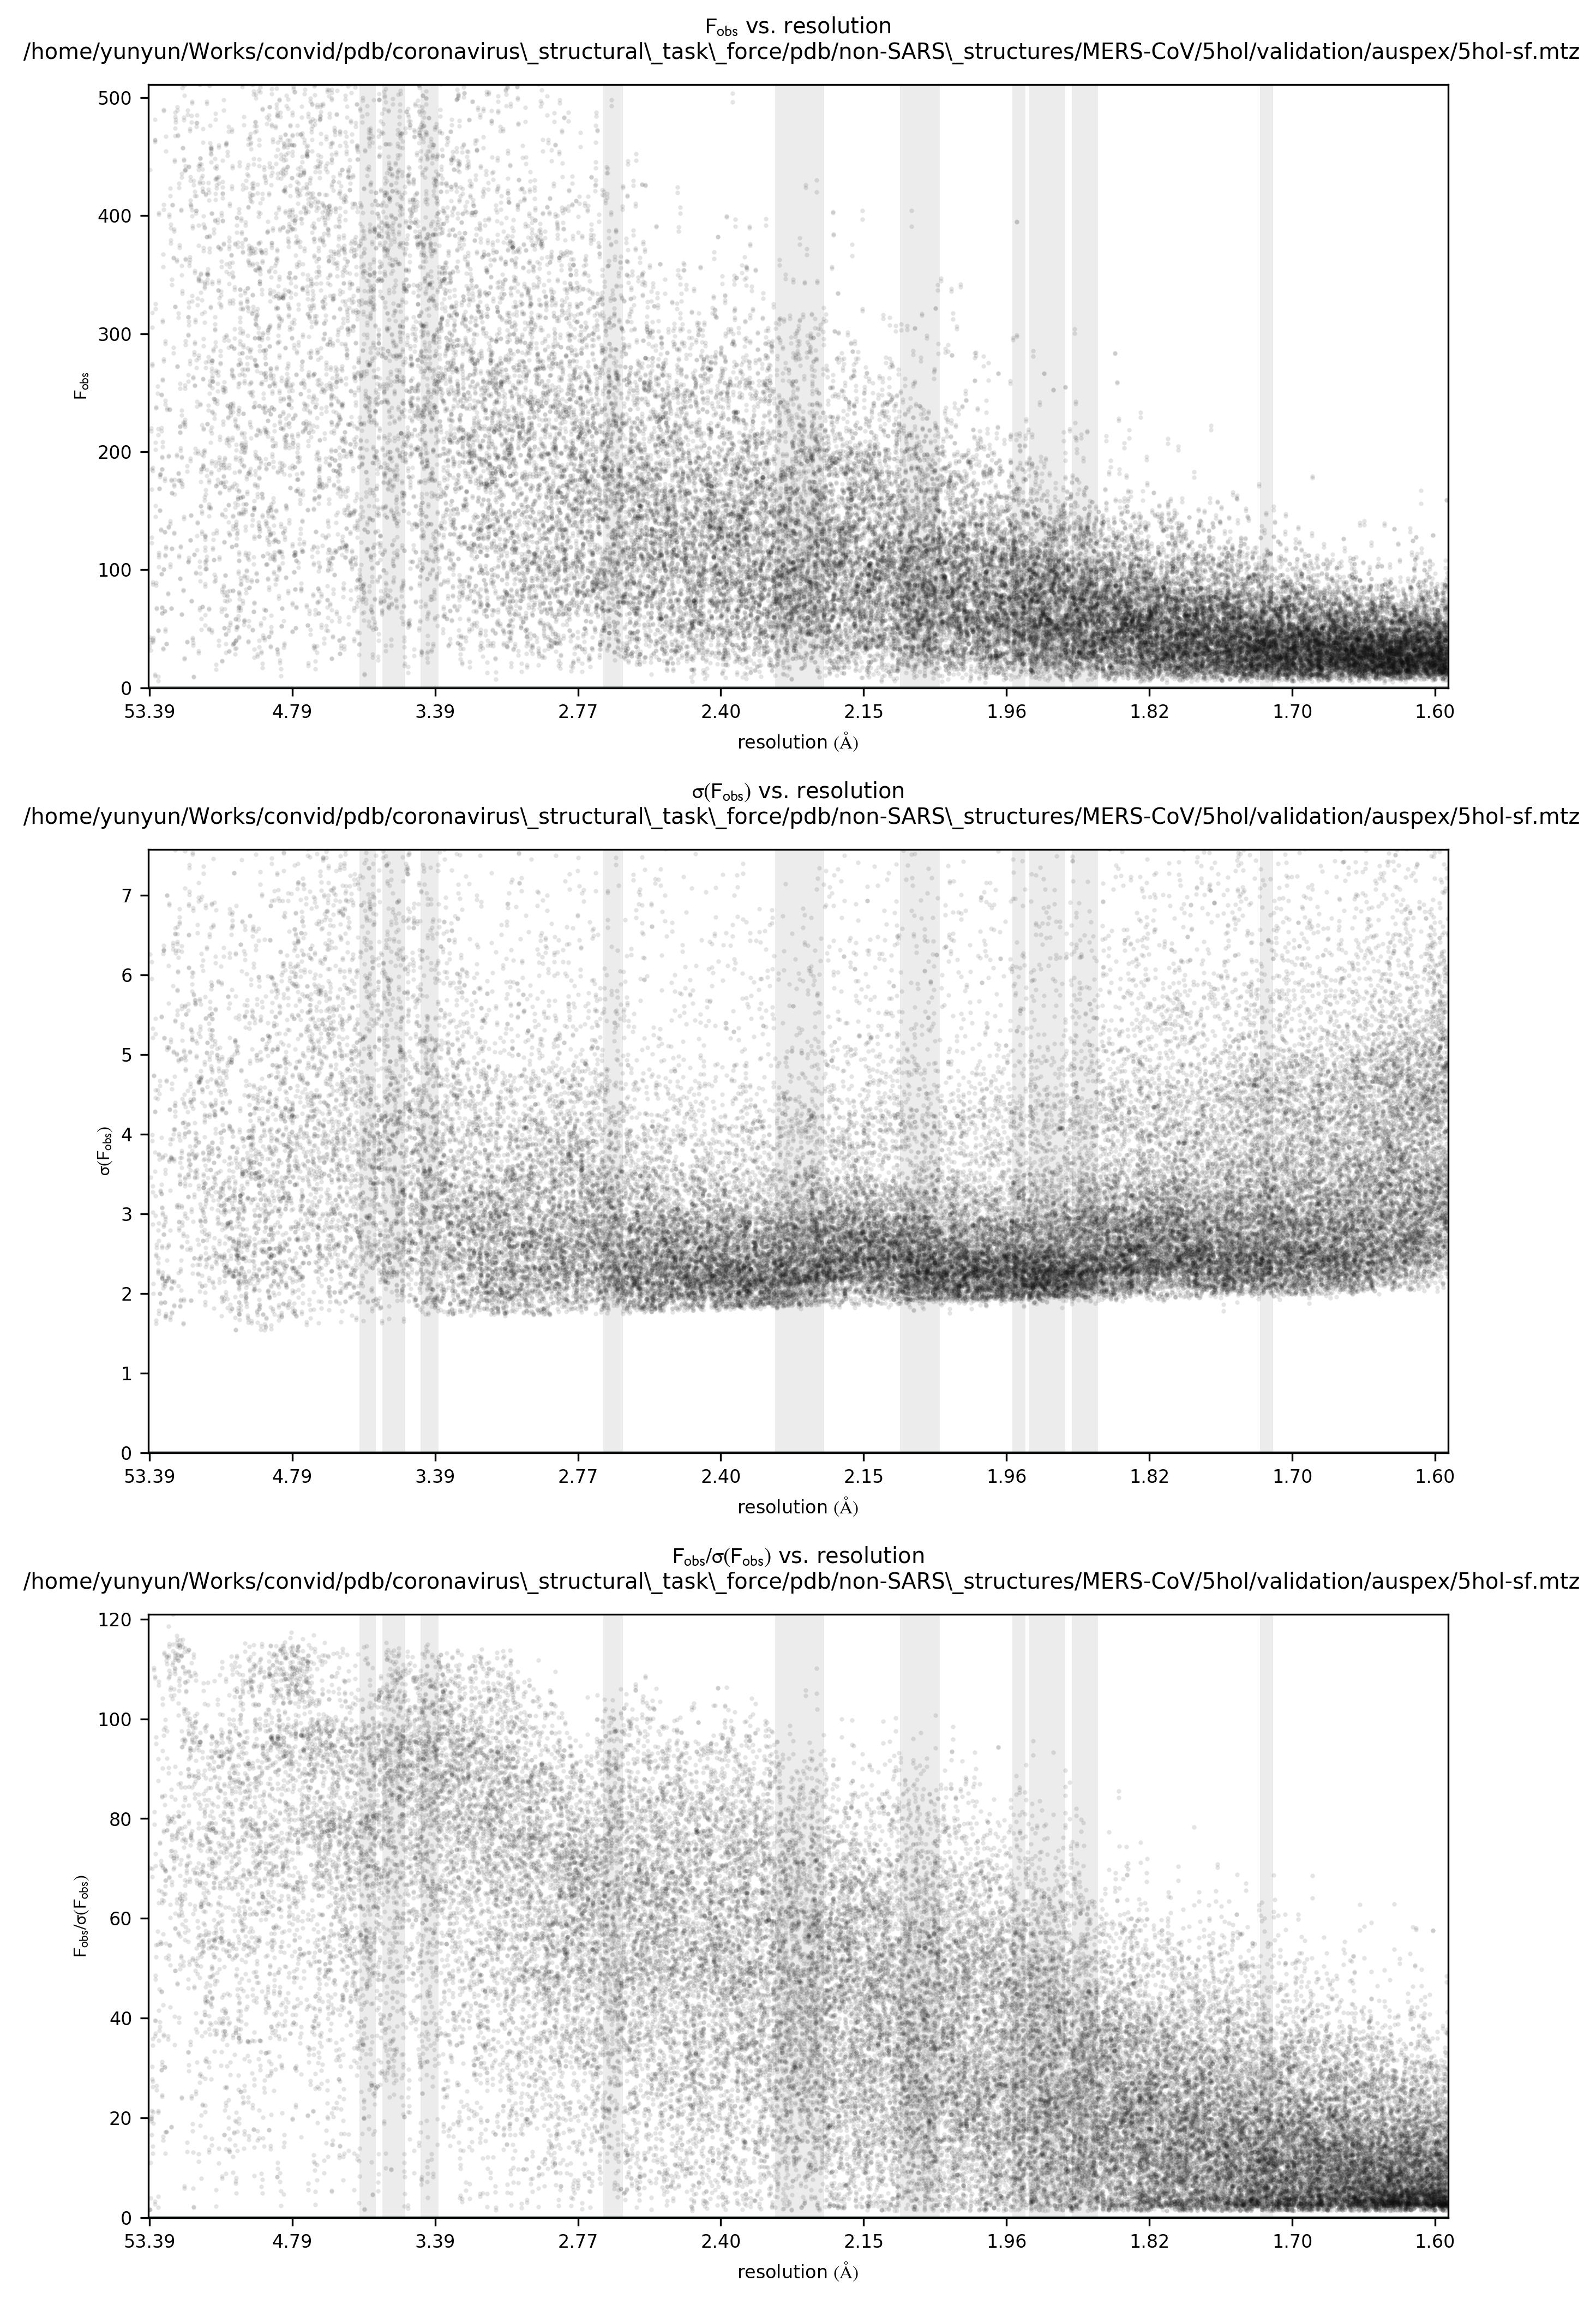 Fobs vs. resolution
/home/yunyun/Works/convid/pdb/coronavirus\_structural\_task\_force/pdb/non-SARS\_structures/MERS-CoV/5hol/validation/auspex/5hol-sf.mtz
500
400
300
200
100
0
Fobs
53.39 4.79 3.39 2.77 2.40 2.15 1.96 1.82 1.70 1.60
resolution (Å)
σ(Fobs) vs. resolution
/home/yunyun/Works/convid/pdb/coronavirus\_structural\_task\_force/pdb/non-SARS\_structures/MERS-CoV/5hol/validation/auspex/5hol-sf.mtz
7
6
5
4
3
2
1
0
σ(Fobs)
53.39 4.79 3.39 2.77 2.40 2.15 1.96 1.82 1.70 1.60
resolution (Å)
Fobs/σ(Fobs) vs. resolution
/home/yunyun/Works/convid/pdb/coronavirus\_structural\_task\_force/pdb/non-SARS\_structures/MERS-CoV/5hol/validation/auspex/5hol-sf.mtz
120
100
80
60
40
20
0
Fobs/σ(Fobs)
53.39 4.79 3.39 2.77 2.40 2.15 1.96 1.82 1.70 1.60
resolution (Å)